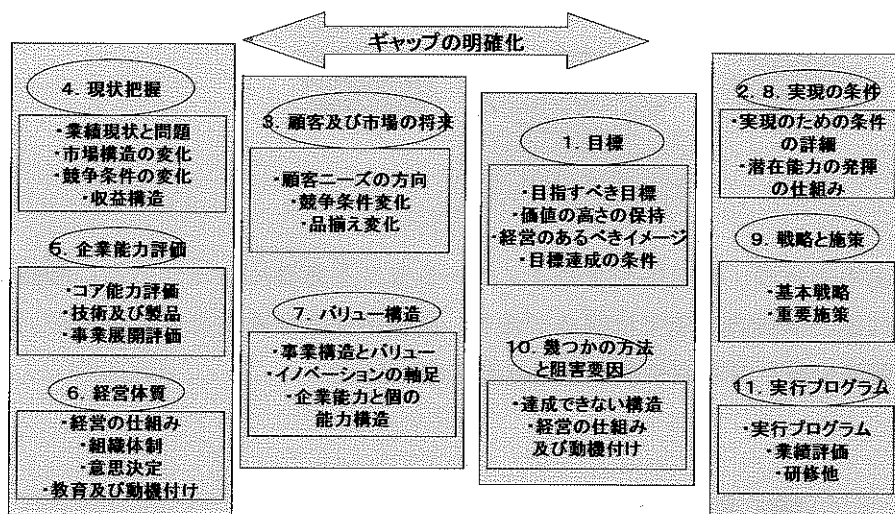 ギャップの明確化
4. 現状把握
・業績現状と問題
・市場構造の変化
・競争条件の変化
・収益構造
5. 企業能力評価
・コア能力評価
・技術及び製品
・事業展開評価
6. 経営体質
・経営の仕組み
・組織体制
・意思決定
・教育及び動機付け
3. 顧客及び市場の将来
・顧客ニーズの方向
・競争条件変化
・品揃え変化
7. バリュー構造
・事業構造とバリュー
・イノベーションの軸足
・企業能力と個の
能力構造
1. 目標
・目指すべき目標
・価値の高さの保持
・経営のあるべきイメージ
・目標達成の条件
10. 幾つかの方法
と阻害要因
・達成できない構造
・経営の仕組み
及び動機付け
2. 8. 実現の条件
・実現のための条件
の詳細
・潜在能力の発揮
の仕組み
9. 戦略と施策
・基本戦略
・重要施策
11. 実行プログラム
・実行プログラム
・業績評価
・研修他